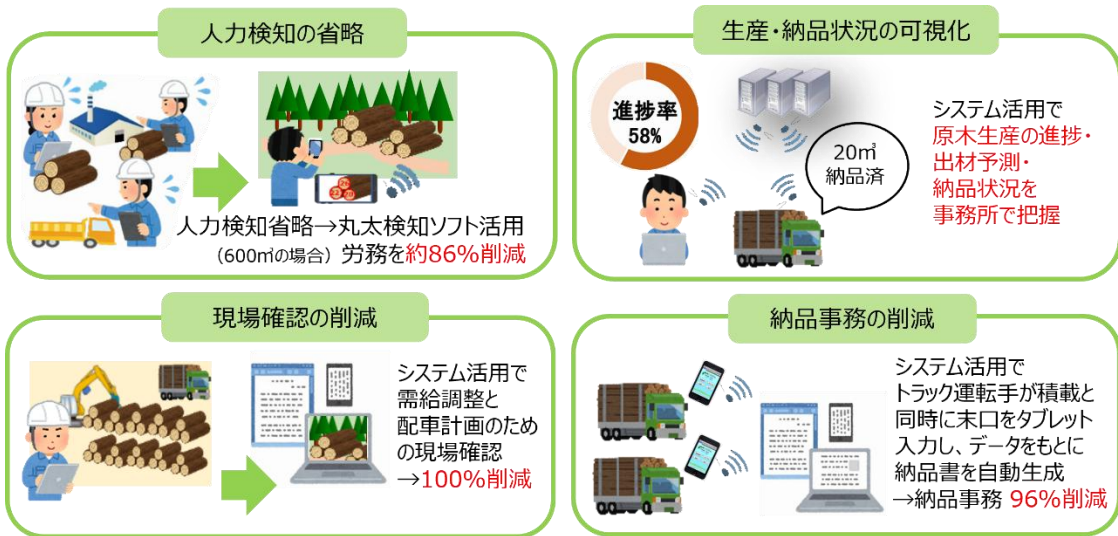 人力検知の省略
人力検知省略→丸太検知ソフト活用
（600㎥の場合） 労務を約86％削減
生産・納品状況の可視化
進捗率
58%
20㎥
納品済
システム活用で
原木生産の進捗・
出材予測・
納品状況を
事務所で把握
現場確認の削減
システム活用で
需給調整と
配車計画のため
の現場確認
→100％削減
納品事務の削減
システム活用で
トラック運転手が積載と
同時に末口をタブレット
入力し、データをもとに
納品書を自動生成
→納品事務 96％削減